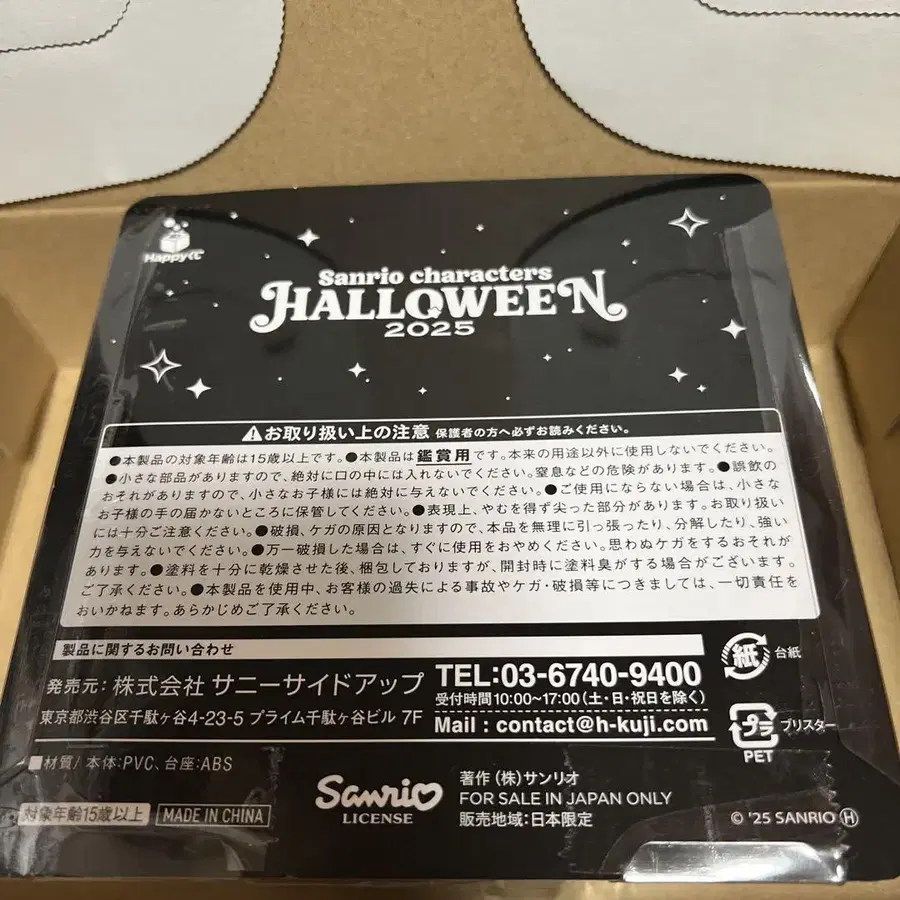 Happyくじ
Sanrio characters
HALLOWEEN
2025
⚠お取り扱い上の注意 保護者の方へ必ずお読みください。
●本製品の対象年齢は15歳以上です。●本製品は鑑賞用です。本来の用途以外に使用しないでください。
●小さな部品がありますので、絶対に口の中には入れないでください。窒息などの危険があります。●誤飲の
おそれがありますので、小さなお子様には絶対に与えないでください。●ご使用にならない場合は、小さな
お子様の手の届かないところに保管してください。●表現上、やむを得ず尖った部分があります。お取り扱い
には十分ご注意ください。●破損、ケガの原因となりますので、本品を無理に引っ張ったり、分解したり、強い
力を与えないでください。●万一破損した場合は、すぐに使用をおやめください。思わぬケガをするおそれが
あります。●塗料を十分に乾燥させた後、梱包しておりますが、開封時に塗料臭がする場合がございます。
ご了承ください。●本製品を使用中、お客様の過失による事故やケガ・破損等につきましては、一切責任を
おいかねます。あらかじめご了承ください。
製品に関するお問い合わせ
発売元:株式会社 サニーサイドアップ
東京都渋谷区千駄ヶ谷4-23-5 プライム千駄ヶ谷ビル 7F
TEL:03-6740-9400
受付時間 10:00~17:00(土・日・祝日を除く)
Mail : contact@h-kuji.com
紙 台紙
プラ ブリスター
PET
■材質/ 本体:PVC、台座:ABS
対象年齢15歳以上 MADE IN CHINA
Sanrio
LICENSE
著作 (株)サンリオ
FOR SALE IN JAPAN ONLY
販売地域:日本限定
© '25 SANRIO Ⓗ